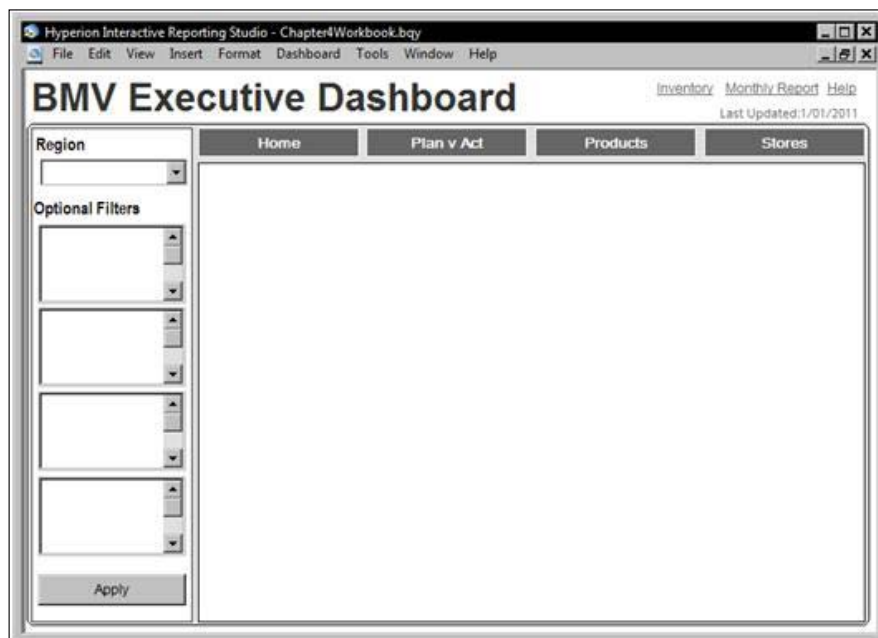 Hyperion Interactive Reporting Studio - Chapter4Workbook.bqy
File Edit View Insert Format Dashboard Tools Window Help
BMV Executive Dashboard
Inventory Monthly Report Help
Last Updated:1/01/2011
Region
Home Plan v Act Products Stores
Optional Filters
Apply